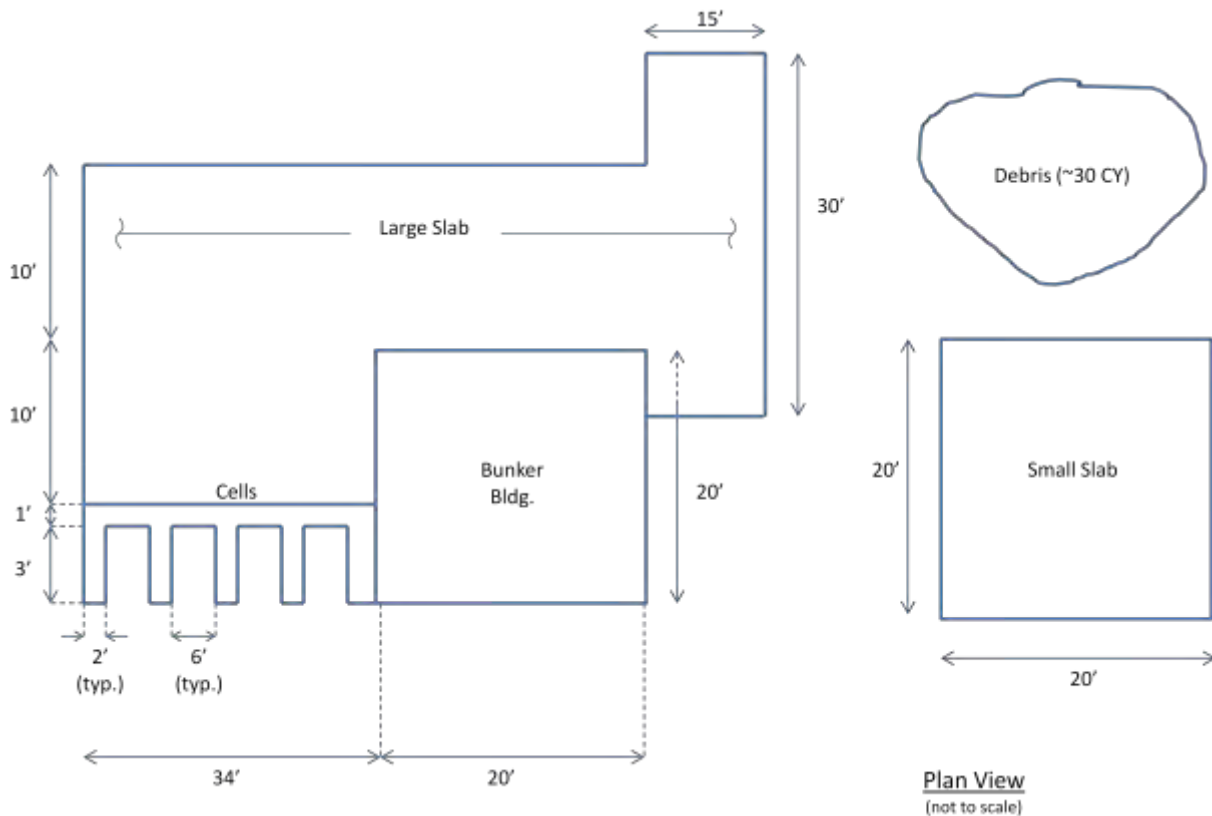 15’
Large Slab
30’
Debris (~30 CY)
10’
10’
Cells
1’
3’
Bunker
Bldg.
20’
20’
Small Slab
2’
(typ.)
6’
(typ.)
34’
20’
20’
Plan View
(not to scale)